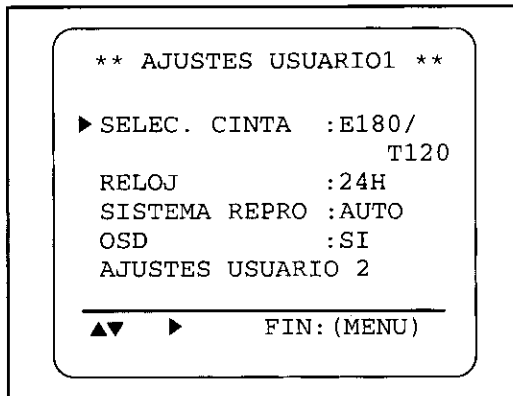 ** AJUSTES USUARIO1 **
▶SELEC. CINTA :E180/
T120
RELOJ :24H
SISTEMA REPRO :AUTO
OSD :SI
AJUSTES USUARIO 2
▲▼ ▶ FIN:(MENU)